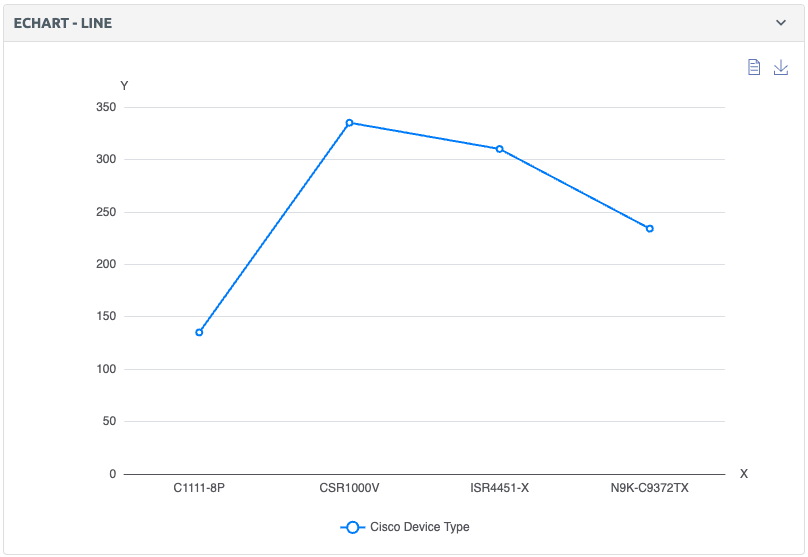 ECHART - LINE
Y
350
300
250
200
150
100
50
0
X
C1111-8P CSR1000V ISR4451-X N9K-C9372TX
Cisco Device Type